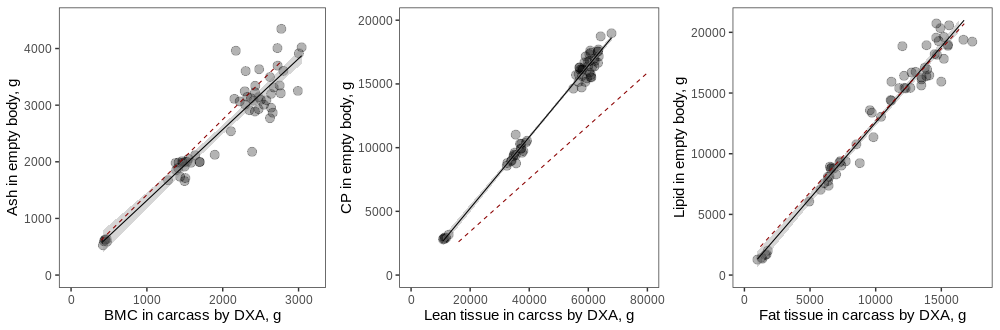 Ash in empty body, g
4000
3000
2000
1000
0
0 1000 2000 3000
BMC in carcass by DXA, g
CP in empty body, g
20000
15000
10000
5000
0
0 20000 40000 60000 80000
Lean tissue in carcss by DXA, g
Lipid in empty body, g
20000
15000
10000
5000
0
0 5000 10000 15000
Fat tissue in carcass by DXA, g